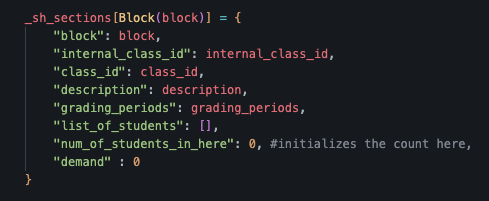 _sh_sections[Block(block)] = {
"block": block,
"internal_class_id": internal_class_id,
"class_id": class_id,
"description": description,
"grading_periods": grading_periods,
"list_of_students": [],
"num_of_students_in_here": 0, #initializes the count here,
"demand" : 0
}